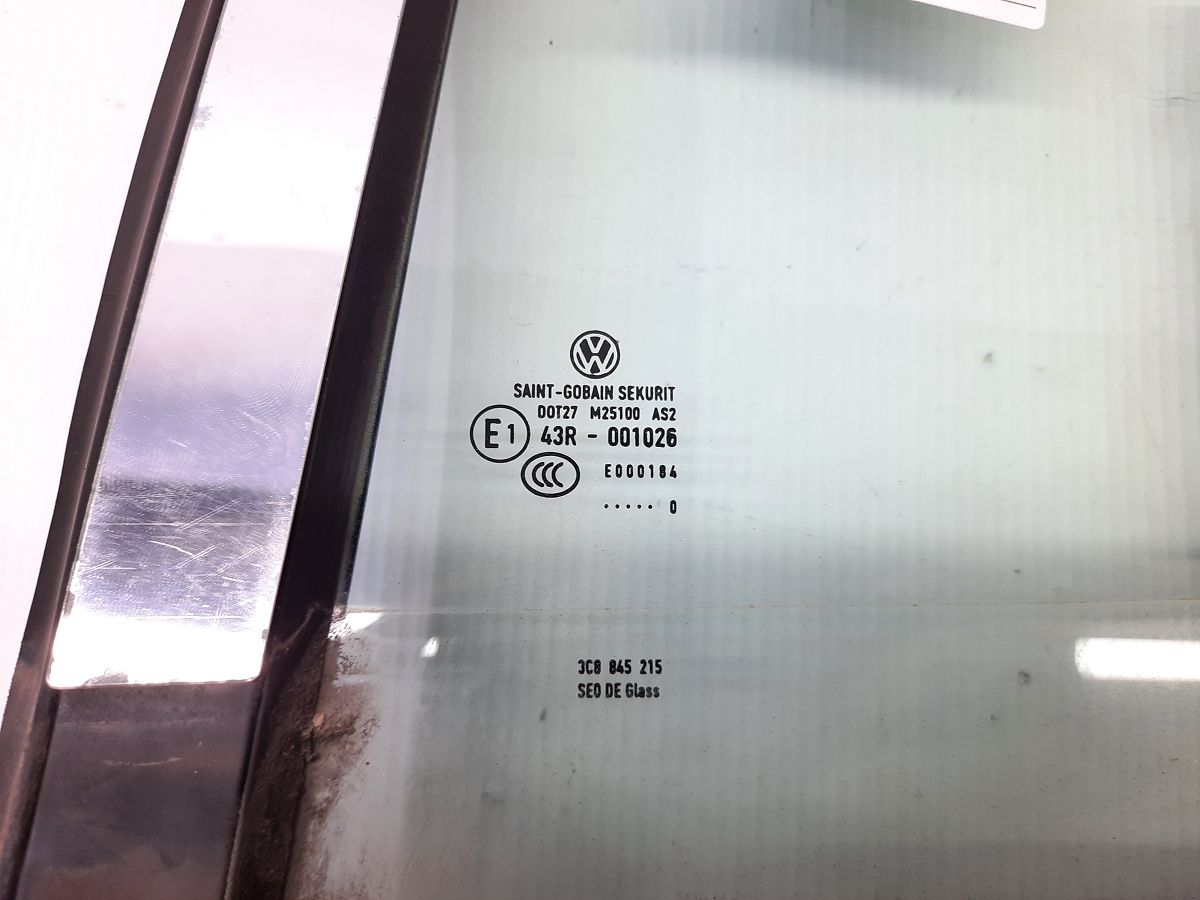 SAINT-GOBAIN SEKURIT
DOT27 M25100 AS2
E1 43R - 001026
CCC E000184
..... 0
3C8 845 215
SEO DE Glass